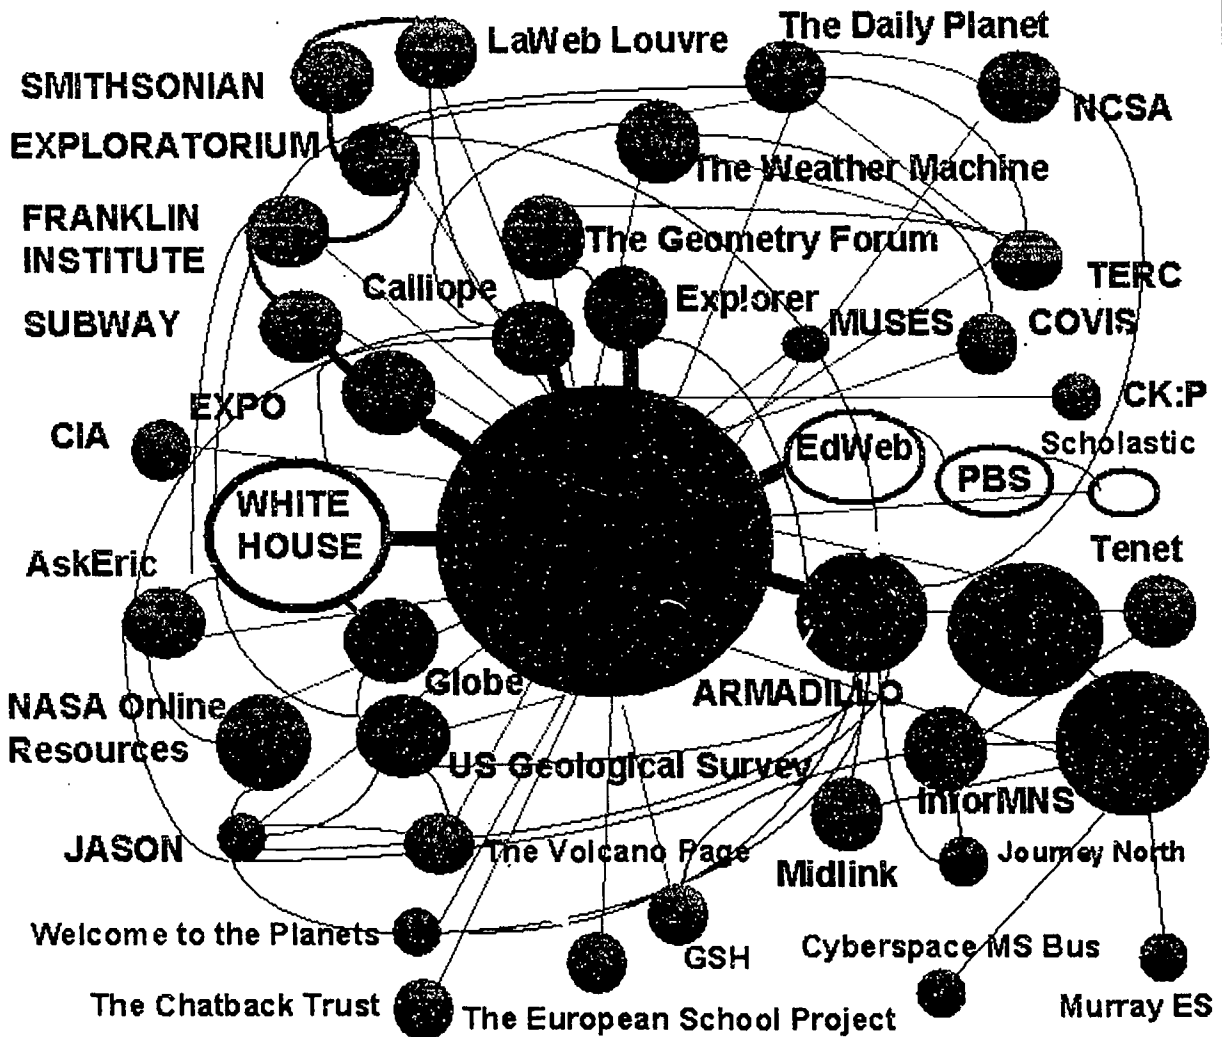 The Daily Planet
LaWeb Louvre
SMITHSONIAN
NCSA
EXPLORATORIUM
The Weather Machine
FRANKLIN
INSTITUTE
The Geometry Forum
TERC
Calliope
Explorer
SUBWAY
MUSES
COVIS
CK:P
EXPO
CIA
Scholastic
EdWeb
PBS
WHITE
HOUSE
Tenet
AskEric
Globe
ARMADILLO
NASA Online
Resources
US Geological Survey
InforMNS
JASON
The Volcano Page
Journey North
Midlink
Welcome to the Planets
Cyberspace MS Bus
GSH
The Chatback Trust
The European School Project
Murray ES